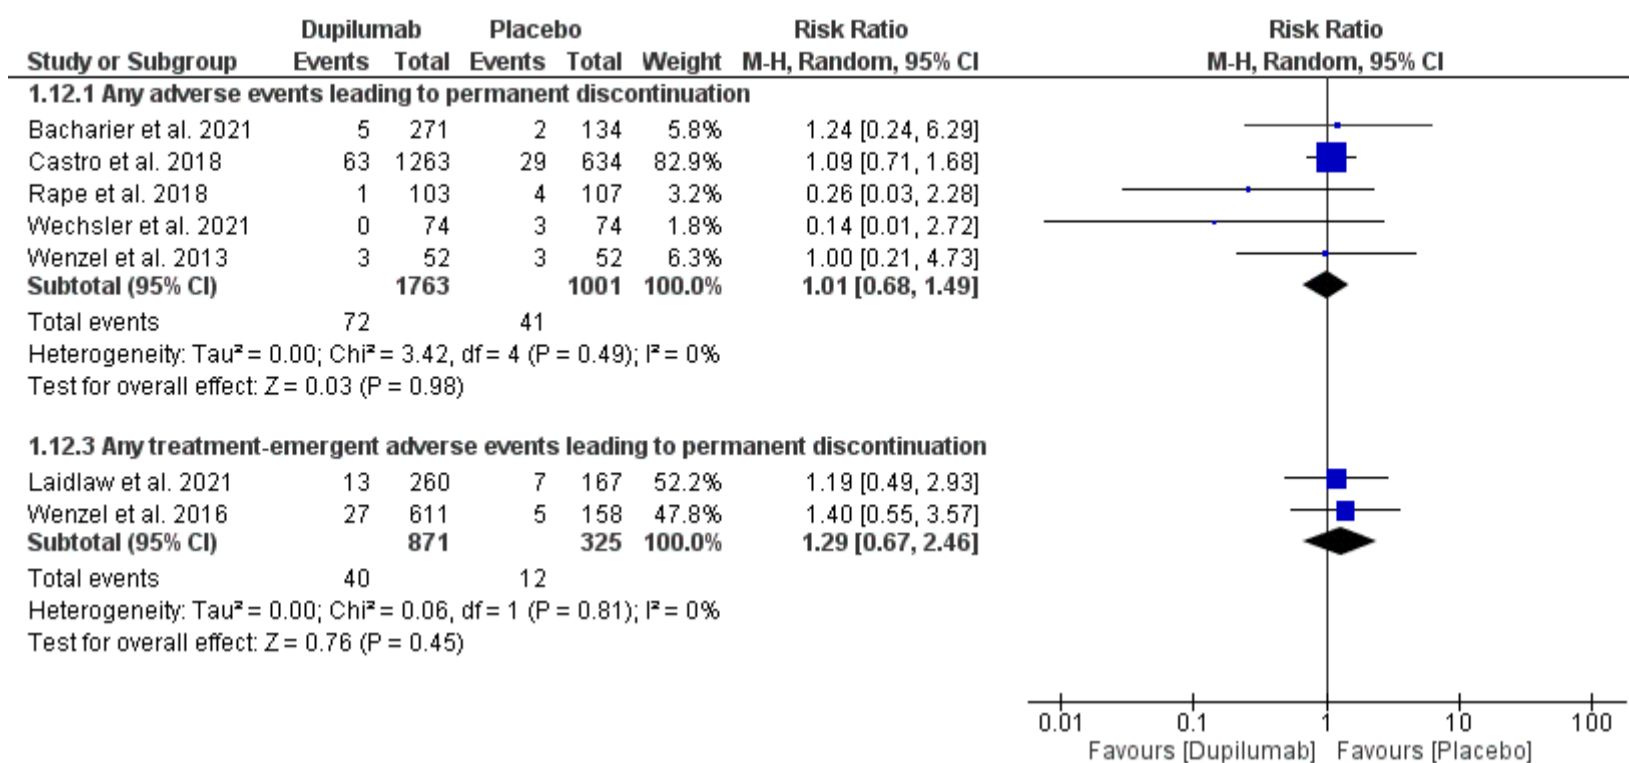 Dupilumab Placebo Risk Ratio Risk Ratio
Study or Subgroup Events Total Events Total Weight M-H, Random, 95% CI M-H, Random, 95% CI
1.12.1 Any adverse events leading to permanent discontinuation
Bacharier et al. 2021 5 271 2 134 5.8% 1.24 [0.24, 6.29]
Castro et al. 2018 63 1263 29 634 82.9% 1.09 [0.71, 1.68]
Rape et al. 2018 1 103 4 107 3.2% 0.26 [0.03, 2.28]
Wechsler et al. 2021 0 74 3 74 1.8% 0.14 [0.01, 2.72]
Wenzel et al. 2013 3 52 3 52 6.3% 1.00 [0.21, 4.73]
Subtotal (95% CI) 1763 1001 100.0% 1.01 [0.68, 1.49]
Total events 72 41
Heterogeneity: Tau² = 0.00; Chi² = 3.42, df = 4 (P = 0.49); I² = 0%
Test for overall effect: Z = 0.03 (P = 0.98)
1.12.3 Any treatment-emergent adverse events leading to permanent discontinuation
Laidlaw et al. 2021 13 260 7 167 52.2% 1.19 [0.49, 2.93]
Wenzel et al. 2016 27 611 5 158 47.8% 1.40 [0.55, 3.57]
Subtotal (95% CI) 871 325 100.0% 1.29 [0.67, 2.46]
Total events 40 12
Heterogeneity: Tau² = 0.00; Chi² = 0.06, df = 1 (P = 0.81); I² = 0%
Test for overall effect: Z = 0.76 (P = 0.45)
0.01 0.1 1 10 100
Favours [Dupilumab] Favours [Placebo]